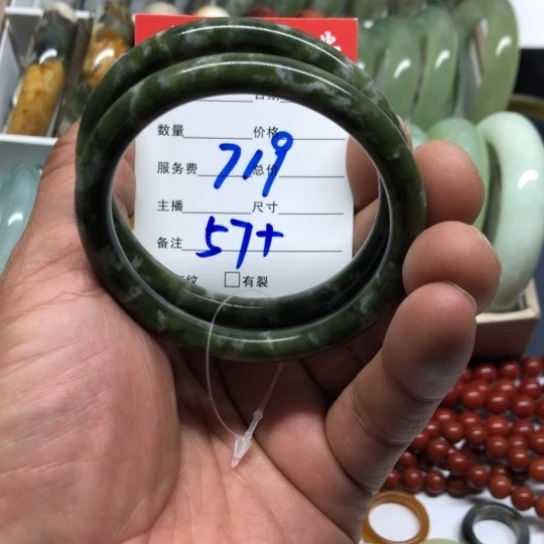 数量 价格
服务费 719 总价
主播 尺寸
备注 57+
纹 □有裂